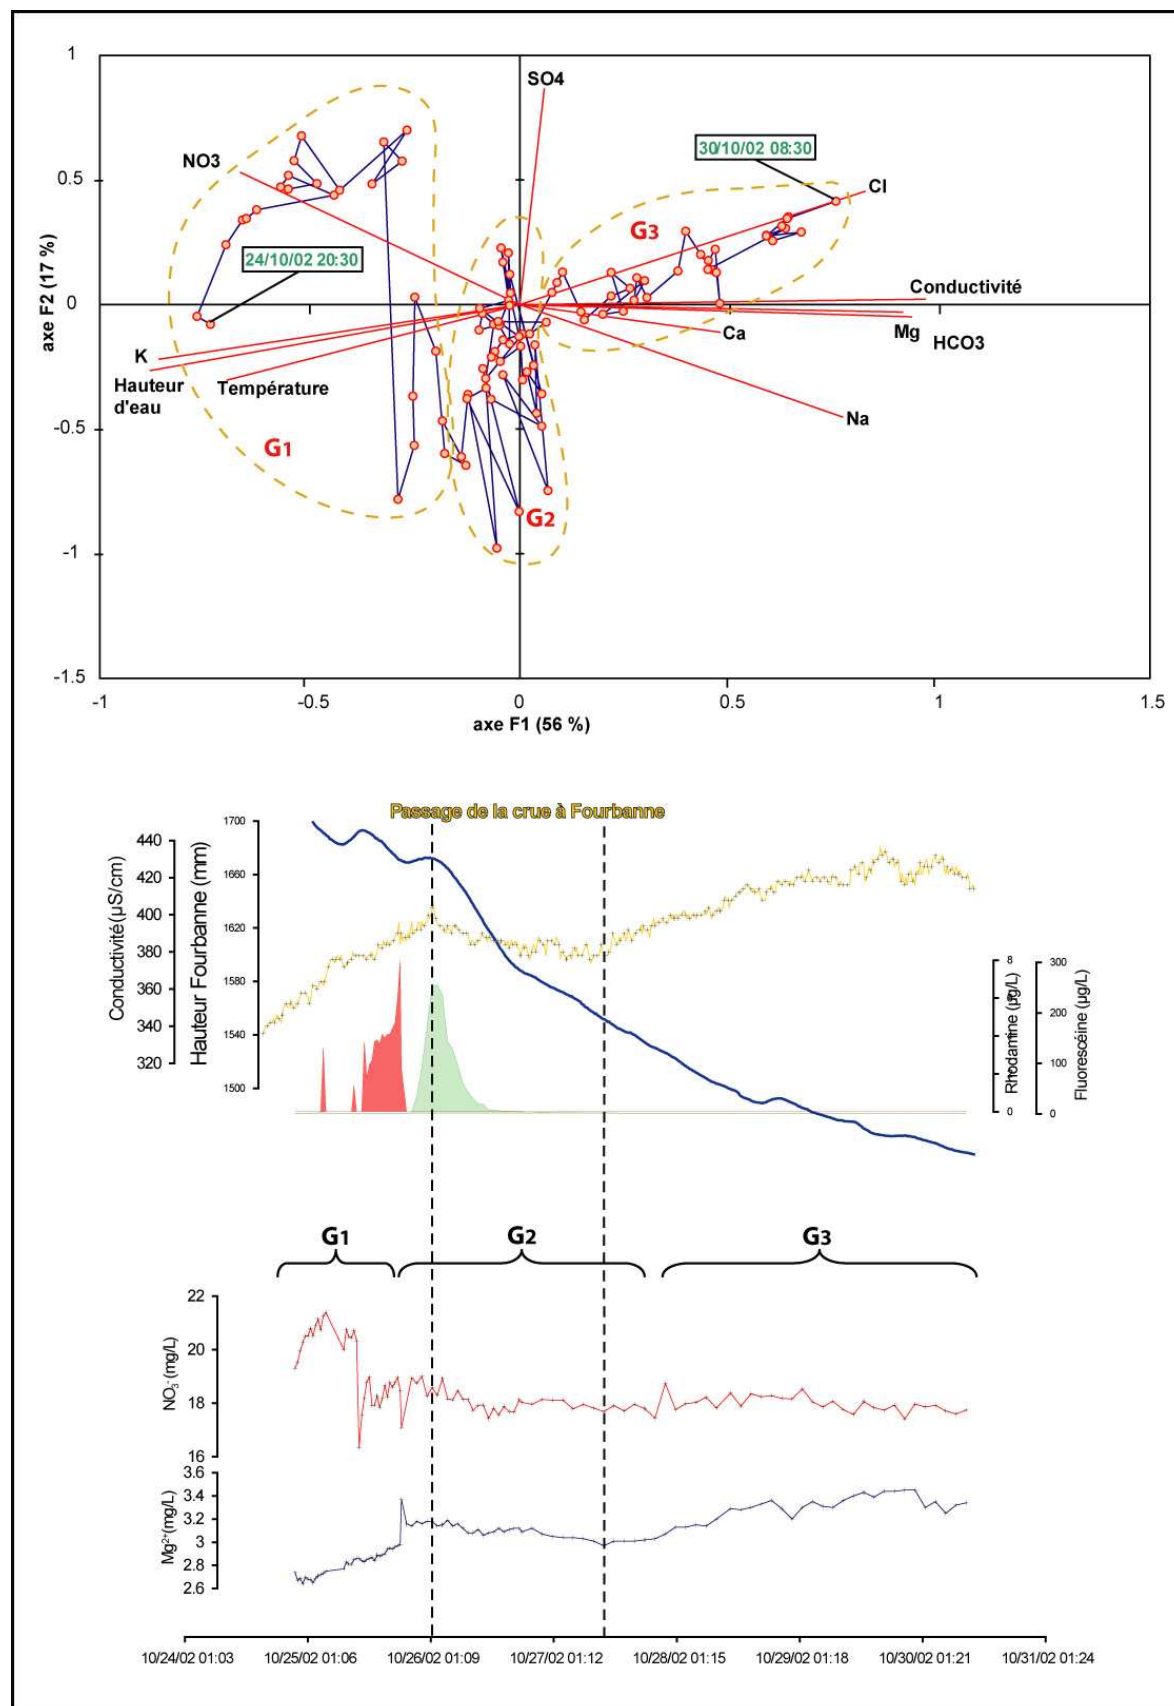 1
SO4
30/10/02 08:30
NO3
Cl
0.5
G3
24/10/02 20:30
Conductivité
axe F2 (17 %)
0
Mg
HCO3
Ca
K
Hauteur
d'eau
Température
Na
-0.5
G1
G2
-1
-1.5
-1
-0.5
0
0.5
1
1.5
axe F1 (56 %)
Passage de la crue à Fourbanne
Conductivité(µS/cm)
440
420
400
380
360
340
320
Hauteur Fourbanne (mm)
1700
1660
1620
1580
1540
1500
Rhodamine (µg/L)
8
0
Fluorescéine (µg/L)
300
200
100
0
G1
G2
G3
NO3- (mg/L)
22
20
18
16
Mg2+(mg/L)
3.6
3.4
3.2
3
2.8
2.6
10/24/02 01:03
10/25/02 01:06
10/26/02 01:09
10/27/02 01:12
10/28/02 01:15
10/29/02 01:18
10/30/02 01:21
10/31/02 01:24